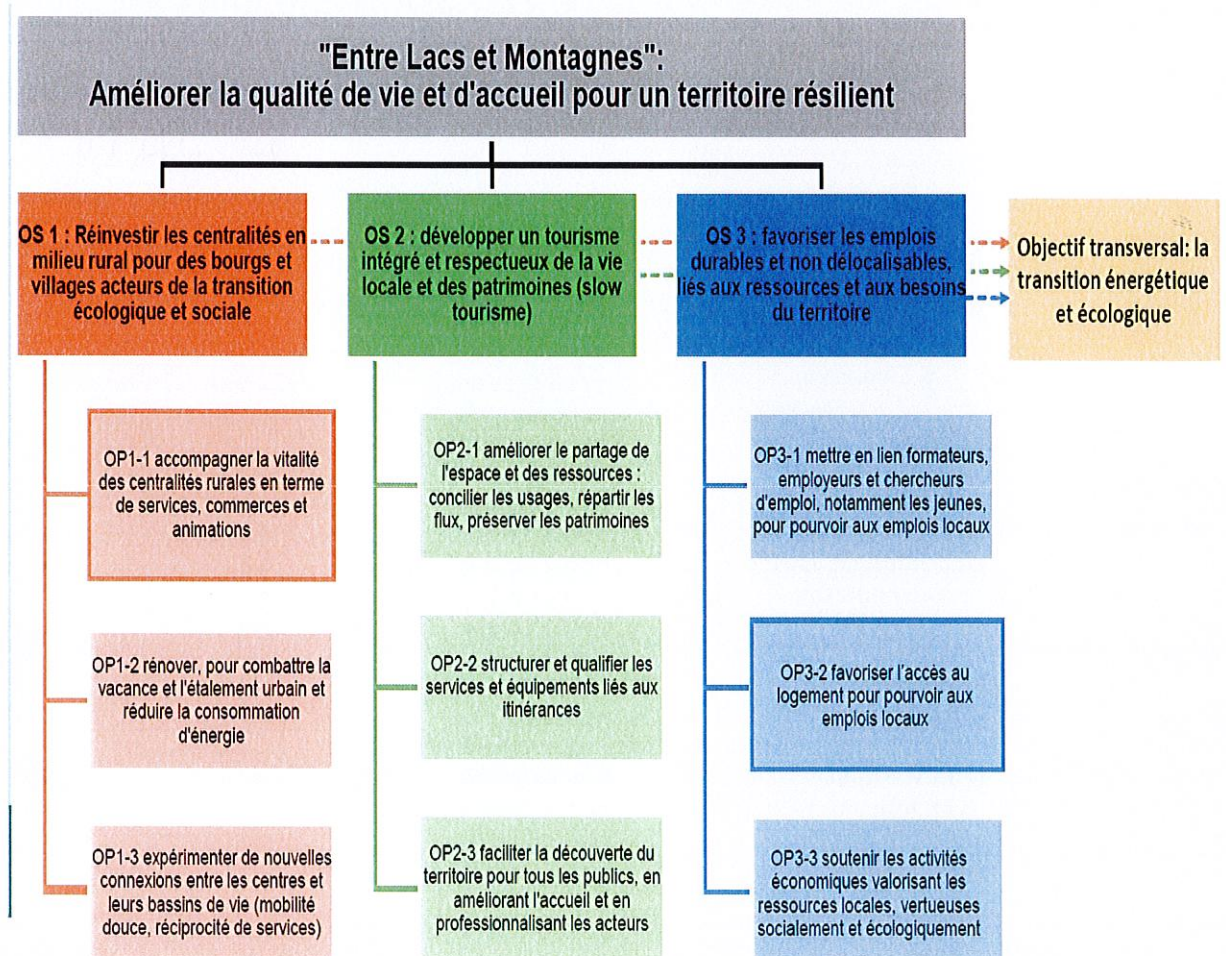 "Entre Lacs et Montagnes":
Améliorer la qualité de vie et d'accueil pour un territoire résilient
OS 1 : Réinvestir les centralités en
milieu rural pour des bourgs et
villages acteurs de la transition
écologique et sociale
OS 2 : développer un tourisme
intégré et respectueux de la vie
locale et des patrimoines (slow
tourisme)
OS 3 : favoriser les emplois
durables et non délocalisables,
liés aux ressources et aux besoins
du territoire
Objectif transversal: la
transition énergétique
et écologique
OP1-1 accompagner la vitalité
des centralités rurales en terme
de services, commerces et
animations
OP2-1 améliorer le partage de
l'espace et des ressources :
concilier les usages, répartir les
flux, préserver les patrimoines
OP3-1 mettre en lien formateurs,
employeurs et chercheurs
d'emploi, notamment les jeunes,
pour pourvoir aux emplois locaux
OP1-2 rénover, pour combattre la
vacance et l'étalement urbain et
réduire la consommation
d'énergie
OP2-2 structurer et qualifier les
services et équipements liés aux
itinérances
OP3-2 favoriser l'accès au
logement pour pourvoir aux
emplois locaux
OP1-3 expérimenter de nouvelles
connexions entre les centres et
leurs bassins de vie (mobilité
douce, réciprocité de services)
OP2-3 faciliter la découverte du
territoire pour tous les publics, en
améliorant l'accueil et en
professionnalisant les acteurs
OP3-3 soutenir les activités
économiques valorisant les
ressources locales, vertueuses
socialement et écologiquement